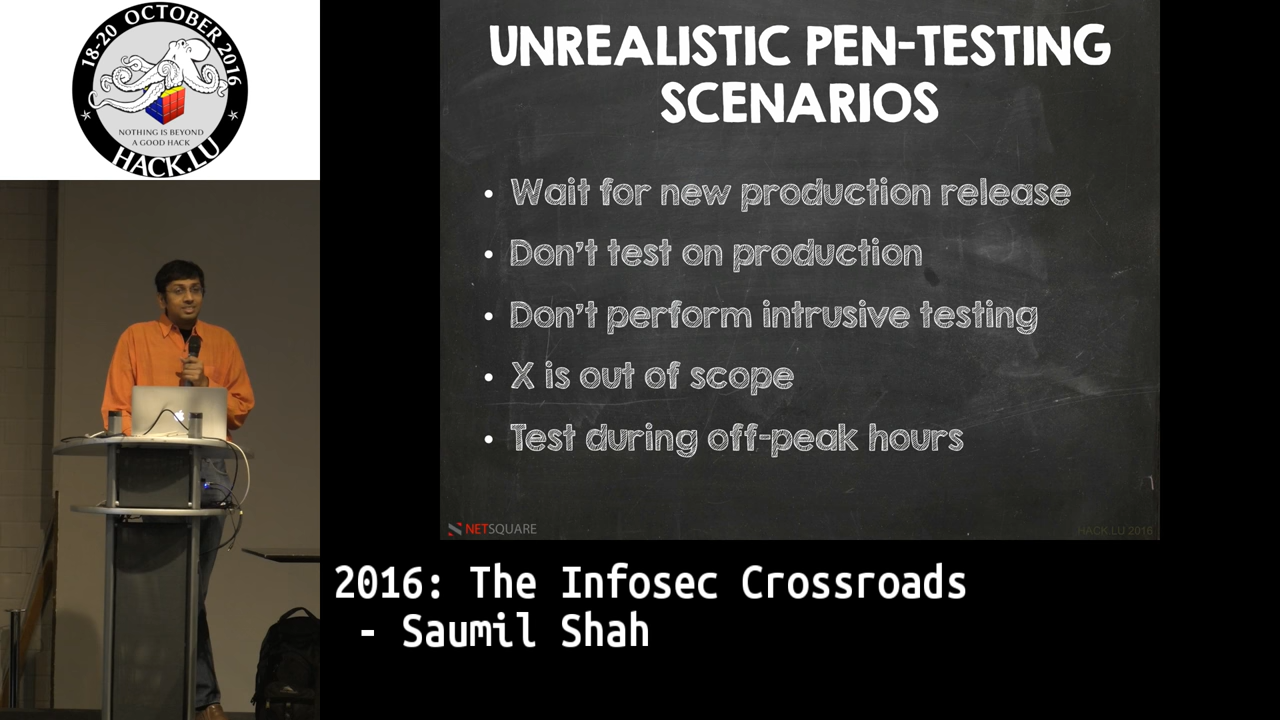 18-20 OCTOBER 2016
NOTHING IS BEYOND
A GOOD HACK
HACK.LU
UNREALISTIC PEN-TESTING
SCENARIOS
• Wait for new production release
• Don't test on production
• Don't perform intrusive testing
• X is out of scope
• Test during off-peak hours
NETSQUARE
HACK.LU 2016
2016: The Infosec Crossroads
- Saumil Shah